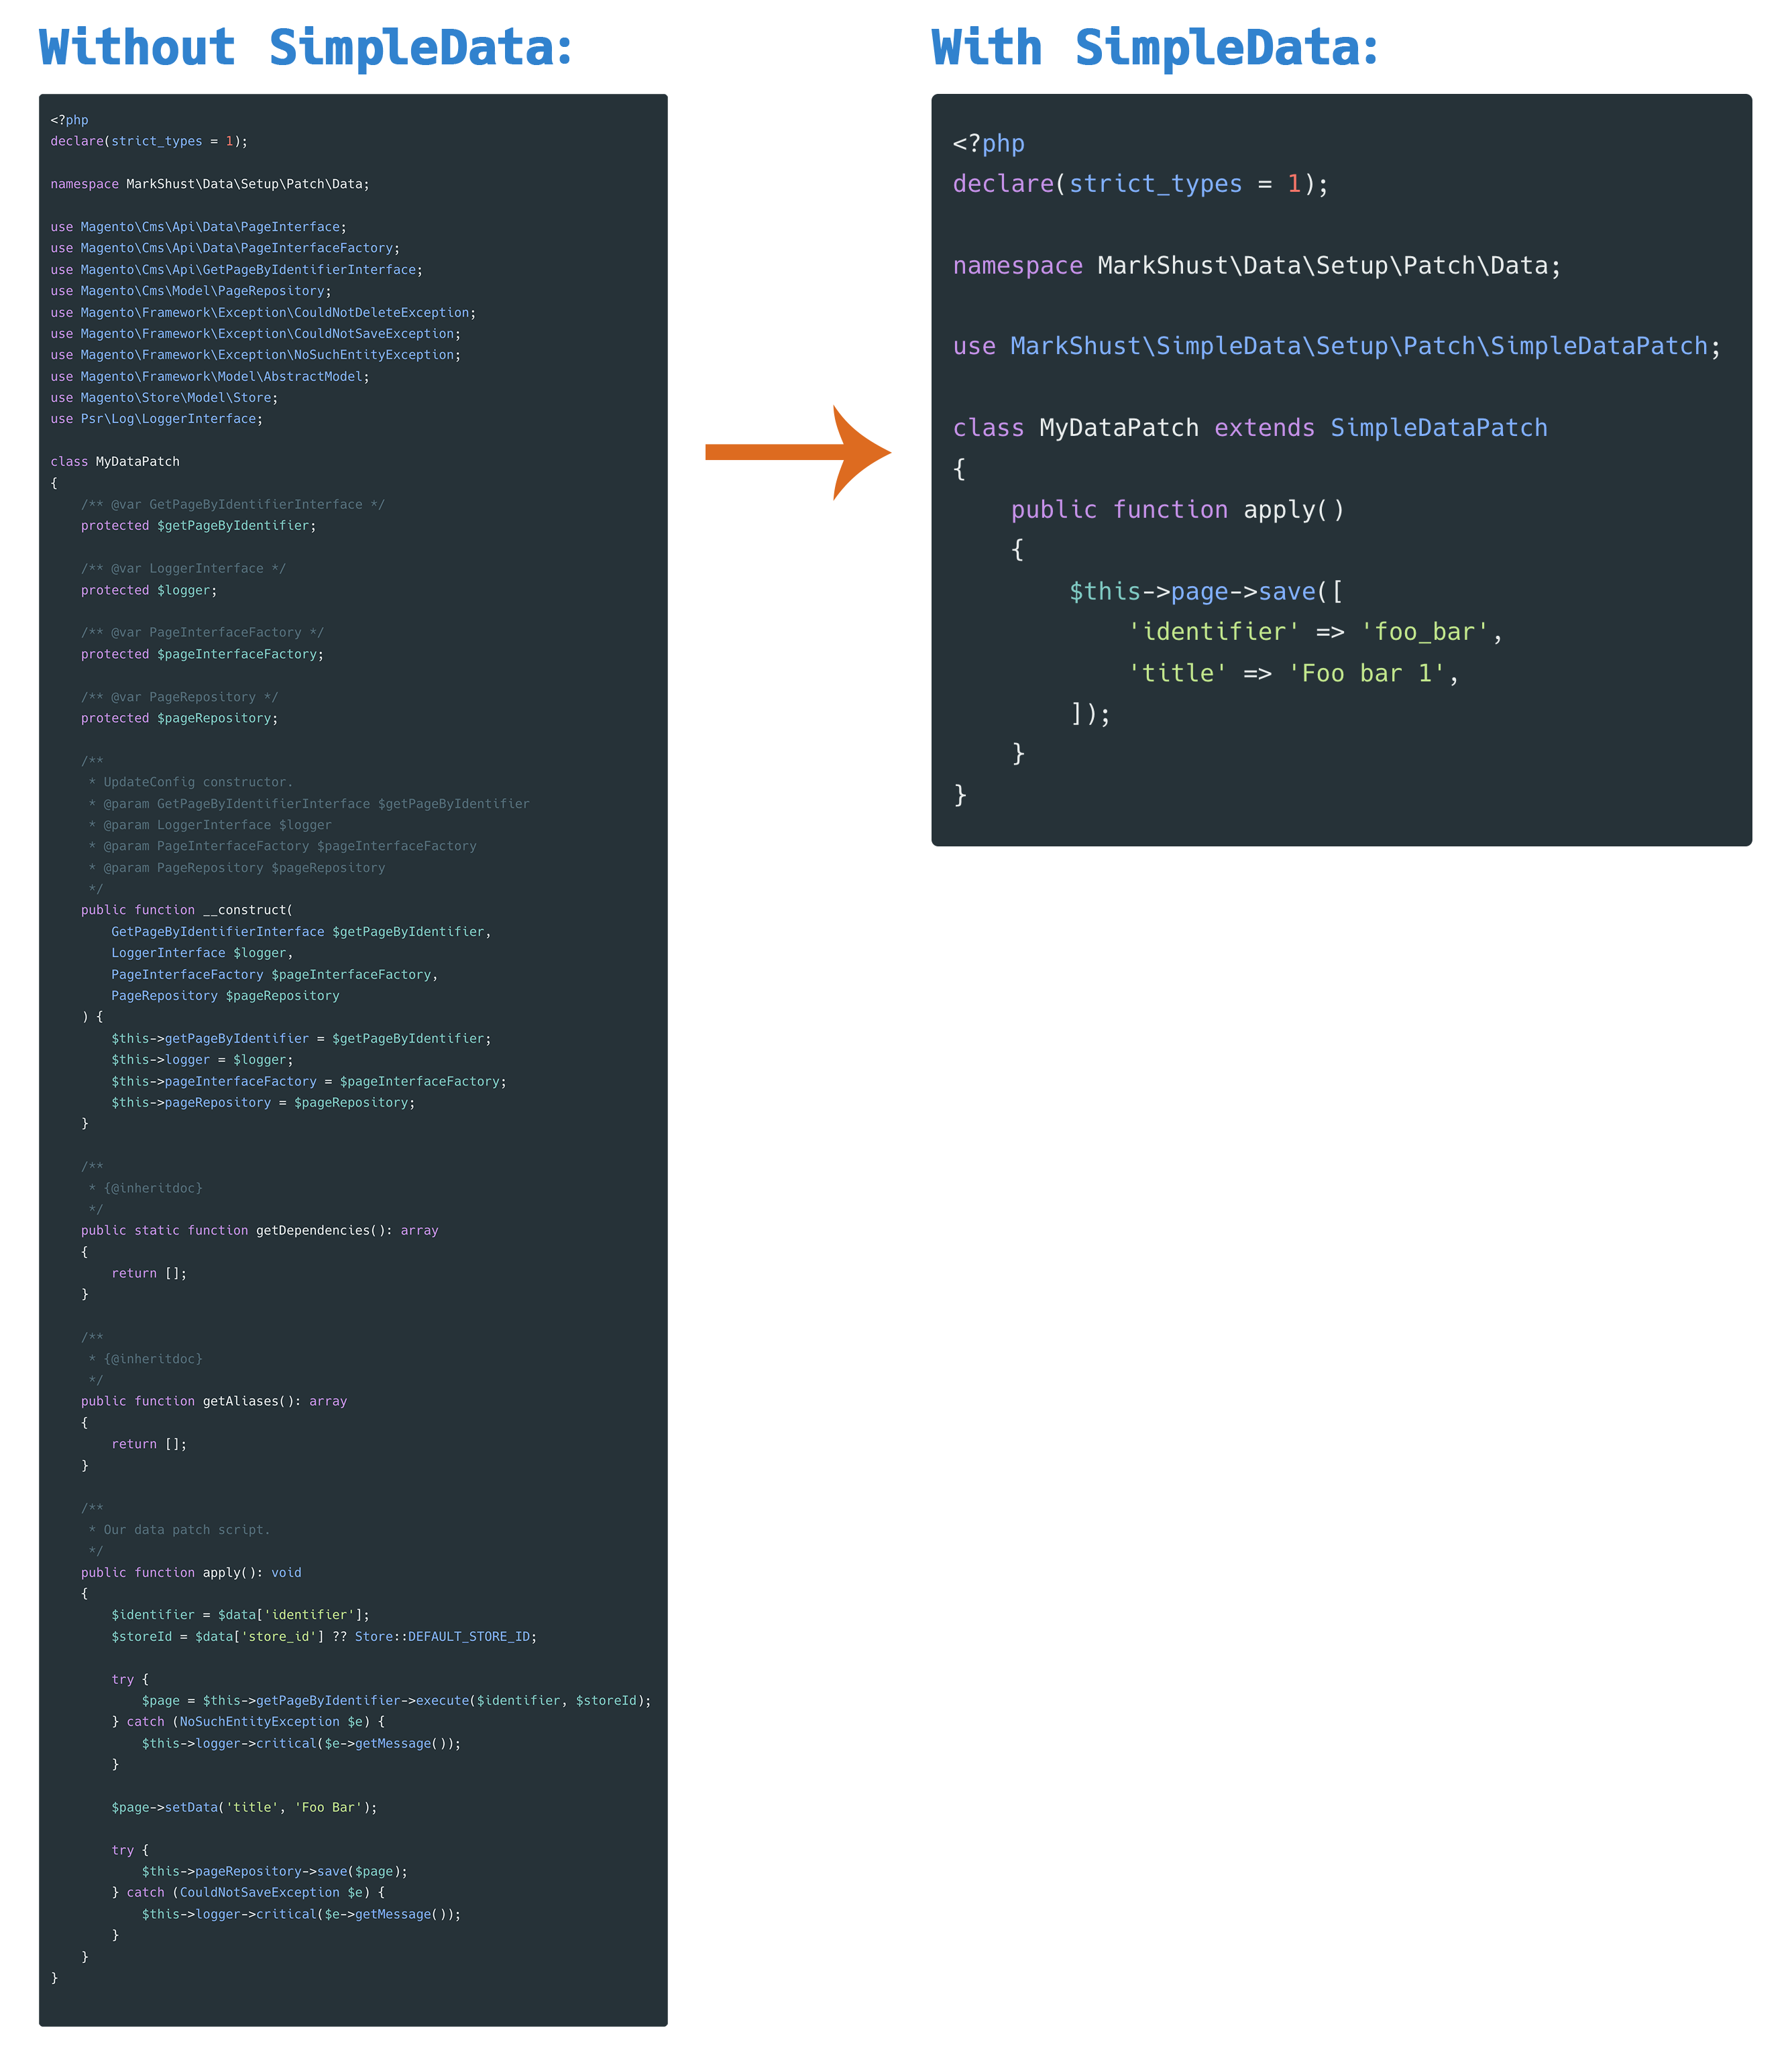 Without SimpleData:
<?php
declare(strict_types = 1);
namespace MarkShust\Data\Setup\Patch\Data;
use Magento\Cms\Api\Data\PageInterface;
use Magento\Cms\Api\Data\PageInterfaceFactory;
use Magento\Cms\Api\GetPageByIdentifierInterface;
use Magento\Cms\Model\PageRepository;
use Magento\Framework\Exception\CouldNotDeleteException;
use Magento\Framework\Exception\CouldNotSaveException;
use Magento\Framework\Exception\NoSuchEntityException;
use Magento\Framework\Model\AbstractModel;
use Magento\Store\Model\Store;
use Psr\Log\LoggerInterface;
class MyDataPatch
{
    /** @var GetPageByIdentifierInterface */
    protected $getPageByIdentifier;
    /** @var LoggerInterface */
    protected $logger;
    /** @var PageInterfaceFactory */
    protected $pageInterfaceFactory;
    /** @var PageRepository */
    protected $pageRepository;
    /**
     * UpdateConfig constructor.
     * @param GetPageByIdentifierInterface $getPageByIdentifier
     * @param LoggerInterface $logger
     * @param PageInterfaceFactory $pageInterfaceFactory
     * @param PageRepository $pageRepository
     */
    public function __construct(
        GetPageByIdentifierInterface $getPageByIdentifier,
        LoggerInterface $logger,
        PageInterfaceFactory $pageInterfaceFactory,
        PageRepository $pageRepository
    ) {
        $this->getPageByIdentifier = $getPageByIdentifier;
        $this->logger = $logger;
        $this->pageInterfaceFactory = $pageInterfaceFactory;
        $this->pageRepository = $pageRepository;
    }
    /**
     * {@inheritdoc}
     */
    public static function getDependencies(): array
    {
        return [];
    }
    /**
     * {@inheritdoc}
     */
    public function getAliases(): array
    {
        return [];
    }
    /**
     * Our data patch script.
     */
    public function apply(): void
    {
        $identifier = $data['identifier'];
        $storeId = $data['store_id'] ?? Store::DEFAULT_STORE_ID;
        try {
            $page = $this->getPageByIdentifier->execute($identifier, $storeId);
        } catch (NoSuchEntityException $e) {
            $this->logger->critical($e->getMessage());
        }
        $page->setData('title', 'Foo Bar');
        try {
            $this->pageRepository->save($page);
        } catch (CouldNotSaveException $e) {
            $this->logger->critical($e->getMessage());
        }
    }
}
With SimpleData:
<?php
declare(strict_types = 1);
namespace MarkShust\Data\Setup\Patch\Data;
use MarkShust\SimpleData\Setup\Patch\SimpleDataPatch;
class MyDataPatch extends SimpleDataPatch
{
    public function apply()
    {
        $this->page->save([
            'identifier' => 'foo_bar',
            'title' => 'Foo bar 1',
        ]);
    }
}